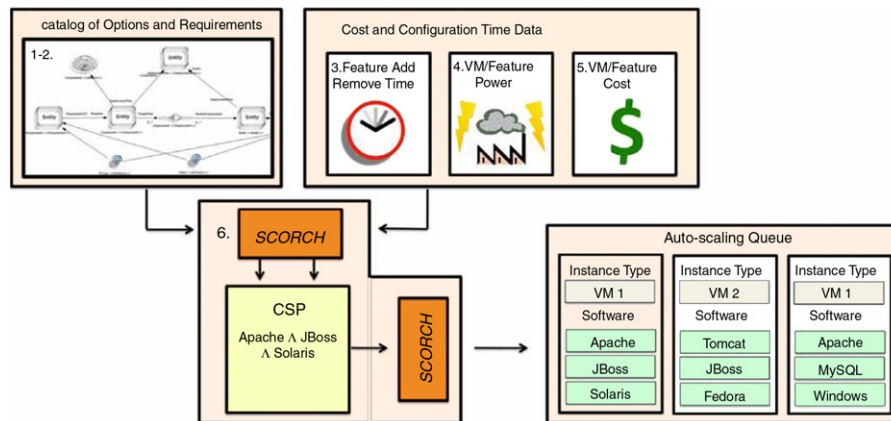 catalog of Options and Requirements
1-2.
Entity
Entity
Entity
Entity
Cost and Configuration Time Data
3.Feature Add
Remove Time
4.VM/Feature
Power
5.VM/Feature
Cost
$
6.
SCORCH
CSP
Apache Λ JBoss
Λ Solaris
SCORCH
Auto-scaling Queue
Instance Type
VM 1
Software
Apache
JBoss
Solaris
Instance Type
VM 2
Software
Tomcat
JBoss
Fedora
Instance Type
VM 1
Software
Apache
MySQL
Windows